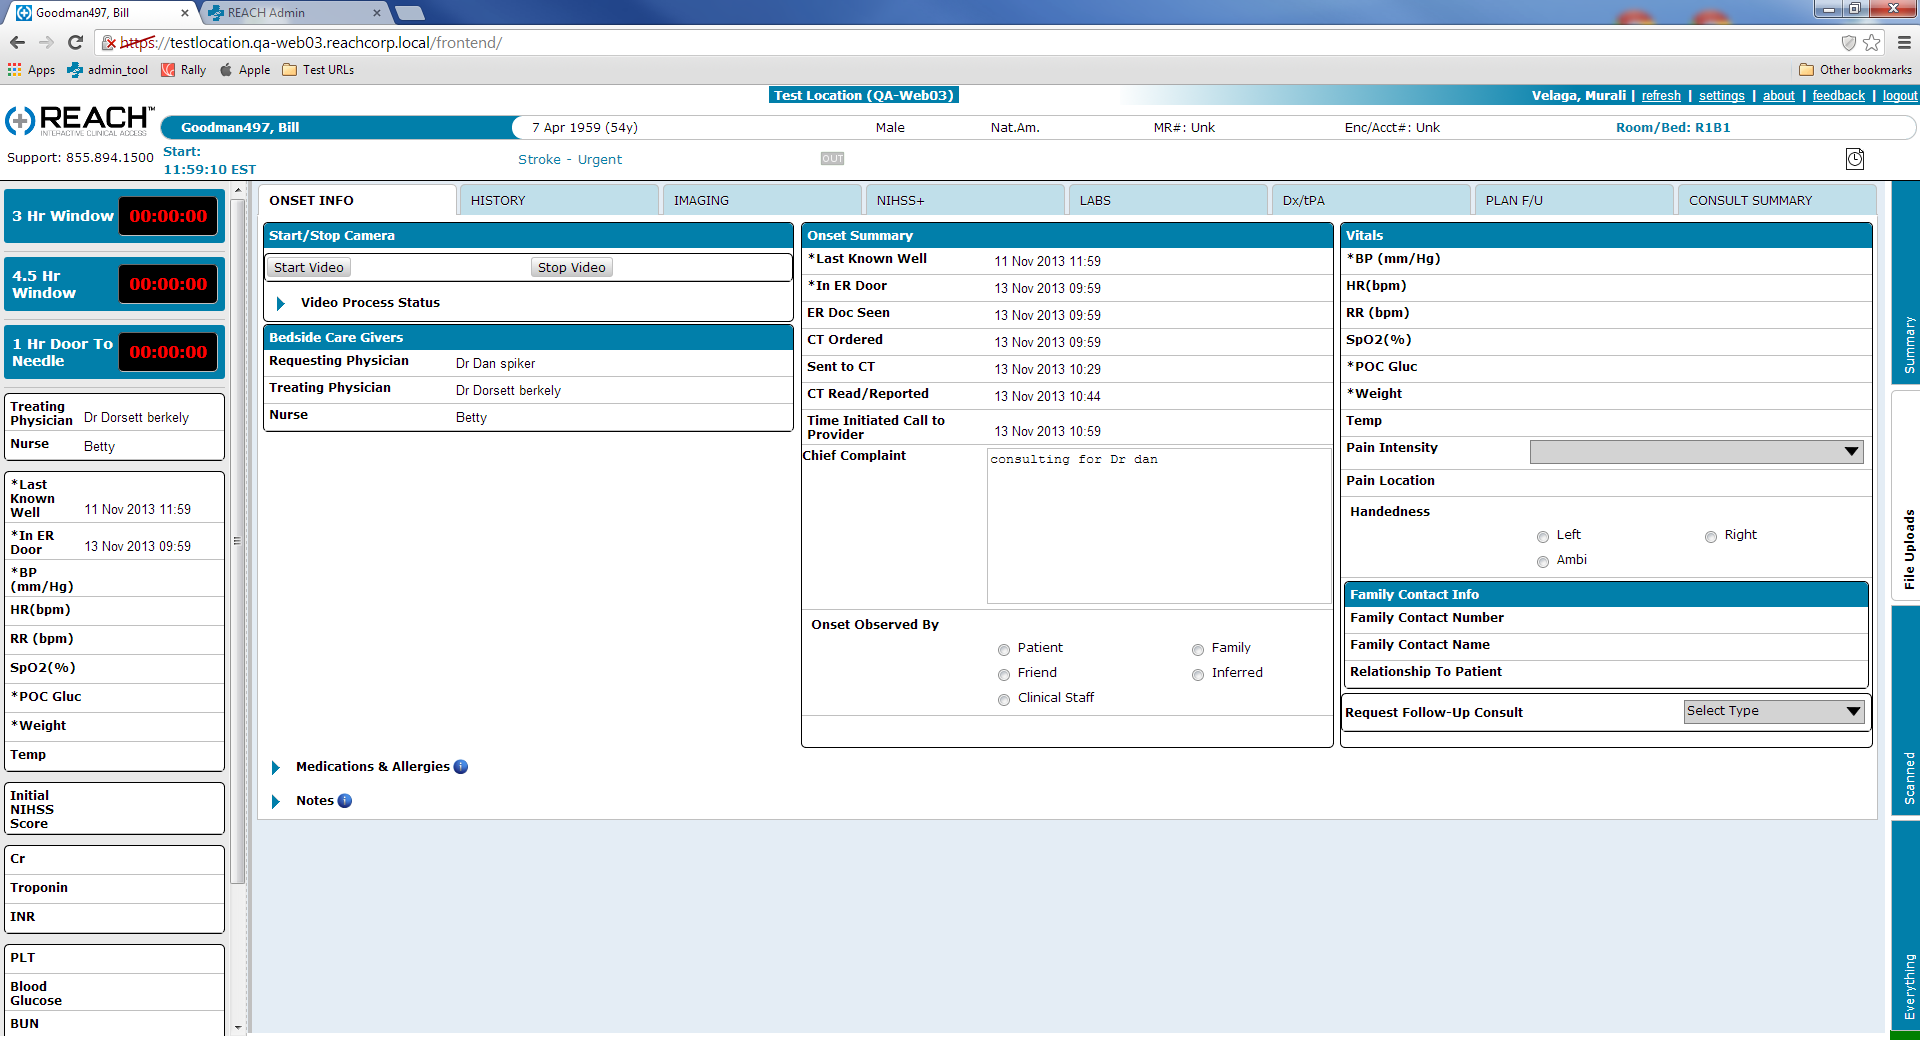 Goodman497, Bill
REACH Admin
https://testlocation.qa-web03.reachcorp.local/frontend/
Apps
admin_tool
Rally
Apple
Test URLs
Other bookmarks
Test Location (QA-Web03)
Velaga, Murali | refresh | settings | about | feedback | logout
REACH™
INTERACTIVE CLINICAL ACCESS
Goodman497, Bill
7 Apr 1959 (54y)
Male
Nat.Am.
MR#: Unk
Enc/Acct#: Unk
Room/Bed: R1B1
Support: 855.894.1500
Start:
11:59:10 EST
Stroke - Urgent
OUT
3 Hr Window
00:00:00
4.5 Hr
Window
00:00:00
1 Hr Door To
Needle
00:00:00
Treating
Physician
Dr Dorsett berkely
Nurse
Betty
*Last
Known
Well
11 Nov 2013 11:59
*In ER
Door
13 Nov 2013 09:59
*BP
(mm/Hg)
HR(bpm)
RR (bpm)
SpO2(%)
*POC Gluc
*Weight
Temp
Initial
NIHSS
Score
Cr
Troponin
INR
PLT
Blood
Glucose
BUN
ONSET INFO
HISTORY
IMAGING
NIHSS+
LABS
Dx/tPA
PLAN F/U
CONSULT SUMMARY
Start/Stop Camera
Start Video
Stop Video
Video Process Status
Bedside Care Givers
Requesting Physician
Dr Dan spiker
Treating Physician
Dr Dorsett berkely
Nurse
Betty
Onset Summary
*Last Known Well
11 Nov 2013 11:59
*In ER Door
13 Nov 2013 09:59
ER Doc Seen
13 Nov 2013 09:59
CT Ordered
13 Nov 2013 09:59
Sent to CT
13 Nov 2013 10:29
CT Read/Reported
13 Nov 2013 10:44
Time Initiated Call to
Provider
13 Nov 2013 10:59
Chief Complaint
consulting for Dr dan
Onset Observed By
Patient
Family
Friend
Inferred
Clinical Staff
Vitals
*BP (mm/Hg)
HR(bpm)
RR (bpm)
SpO2(%)
*POC Gluc
*Weight
Temp
Pain Intensity
Pain Location
Handedness
Left
Right
Ambi
Family Contact Info
Family Contact Number
Family Contact Name
Relationship To Patient
Request Follow-Up Consult
Select Type
Medications & Allergies
Notes
Summary
File Uploads
Scanned
Everything